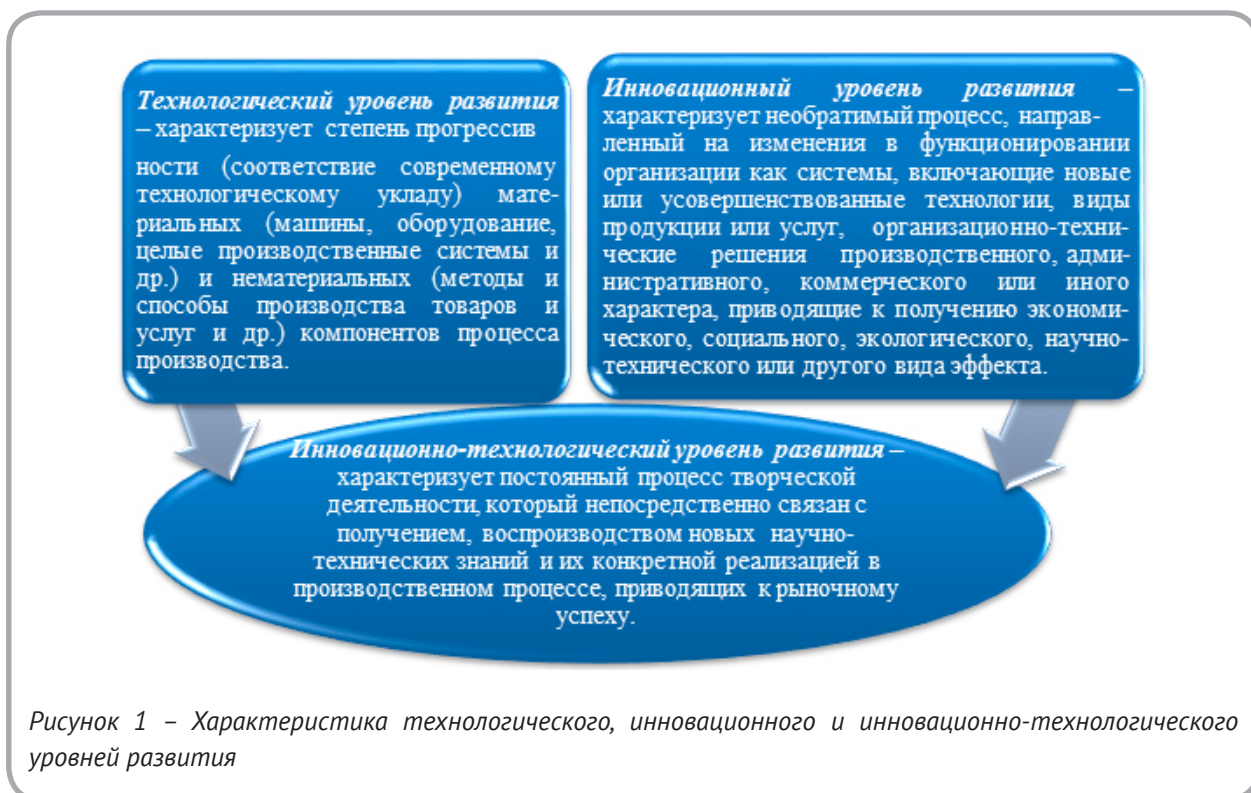 Технологический уровень развития
– характеризует степень прогрессив
ности (соответствие современному
технологическому укладу) мате-
риальных (машины, оборудование,
целые производственные системы и
др.) и нематериальных (методы и
способы производства товаров и
услуг и др.) компонентов процесса
производства.
Инновационный уровень развития –
характеризует необратимый процесс, направ-
ленный на изменения в функционировании
организации как системы, включающие новые
или усовершенствованные технологии, виды
продукции или услуг, организационно-техни-
ческие решения производственного, адми-
нистративного, коммерческого или иного
характера, приводящие к получению экономи-
ческого, социального, экологического, научно-
технического или другого вида эффекта.
Инновационно-технологический уровень развития –
характеризует постоянный процесс творческой
деятельности, который непосредственно связан с
получением, воспроизводством новых научно-
технических знаний и их конкретной реализацией в
производственном процессе, приводящих к рыночному
успеху.
Рисунок 1 – Характеристика технологического, инновационного и инновационно-технологического
уровней развития